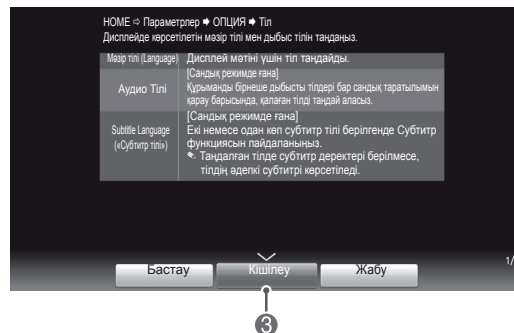 HOME ⇨ Параметрлер ➧ ОПЦИЯ ➧ Тіл
Дисплейде көрсетілетін мәзір тілі мен дыбыс тілін таңдаңыз.
Мәзір тілі (Language)
Дисплей мәтіні үшін тіл таңдайды.
Аудио Тілі
[Сандық режимде ғана]
Құрыманды бірнеше дыбысты тілдері бар сандық таратылымын
қарау барысында, қалаған тілді таңдай аласыз.
Subtitle Language
(«Субтитр тілі»)
[Сандық режимде ғана]
Екі немесе одан көп субтитр тілі берілгенде Субтитр
функциясын пайдаланыңыз.
Таңдалған тілде субтитр деректері берілмесе,
тілдің әдепкі субтитрі көрсетіледі.
1/
Бастау
Кішілеу
Жабу
3